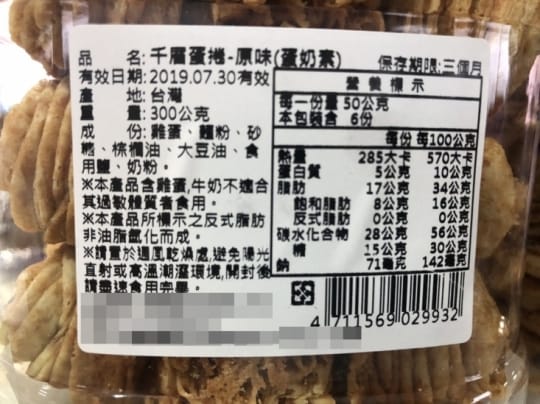 品 名: 千層蛋捲-原味(蛋奶素)
保存期限:三個月
有效日期: 2019.07.30有效
產 地: 台灣
重 量: 300公克
成 份: 雞蛋、麵粉、砂
糖、棕櫚油、大豆油、食
用鹽、奶粉。
※本產品含雞蛋,牛奶不適合
其過敏體質者食用。
※本產品所標示之反式脂肪
非油脂氫化而成。
※請置於通風乾燥處,避免陽光
直射或高溫潮溼環境,開封後
請盡速食用完畢。
營養標示
每一份量 50公克
本包裝含 6份
每份 每100公克
熱量 285大卡 570大卡
蛋白質 5公克 10公克
脂肪 17公克 34公克
飽和脂肪 8公克 16公克
反式脂肪 0公克 0公克
碳水化合物 28公克 56公克
糖 15公克 30公克
鈉 71毫克 142毫克
4 711569 029932